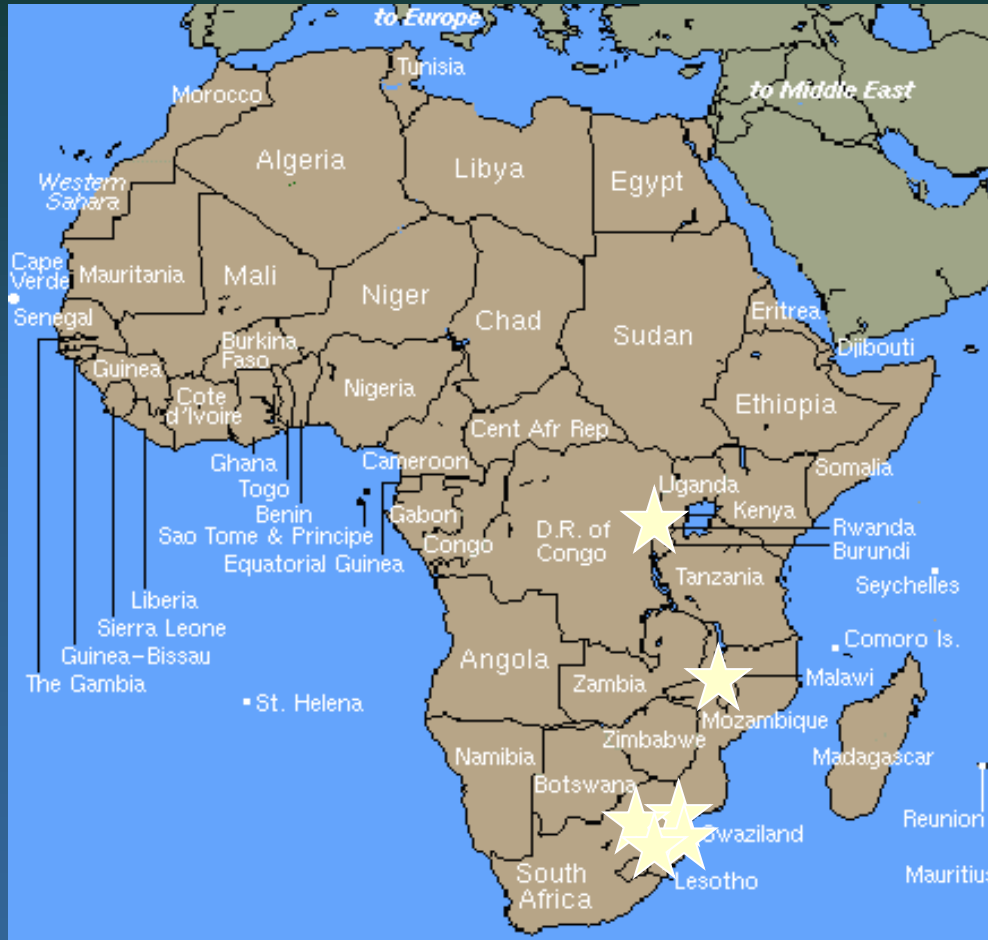 to Europe
Tunisia
to Middle East
Morocco
Algeria
Libya
Egypt
Western
Sahara
Cape
Verde
Mauritania
Mali
Niger
Chad
Sudan
Eritrea
Senegal
Djibouti
Burkina
Faso
Guinea
Nigeria
Cote
d'Ivoire
Ethiopia
Cent Afr Rep
Ghana
Cameroon
Somalia
Togo
Uganda
Benin
Kenya
Gabon
Sao Tome & Principe
D.R. of
Congo
Rwanda
Congo
Burundi
Equatorial Guinea
Tanzania
Seychelles
Liberia
Sierra Leone
Comoro Is.
Guinea-Bissau
Angola
The Gambia
Zambia
Malawi
St. Helena
Mozambique
Zimbabwe
Namibia
Madagascar
Botswana
Reunion
Swaziland
South
Africa
Lesotho
Mauritiu